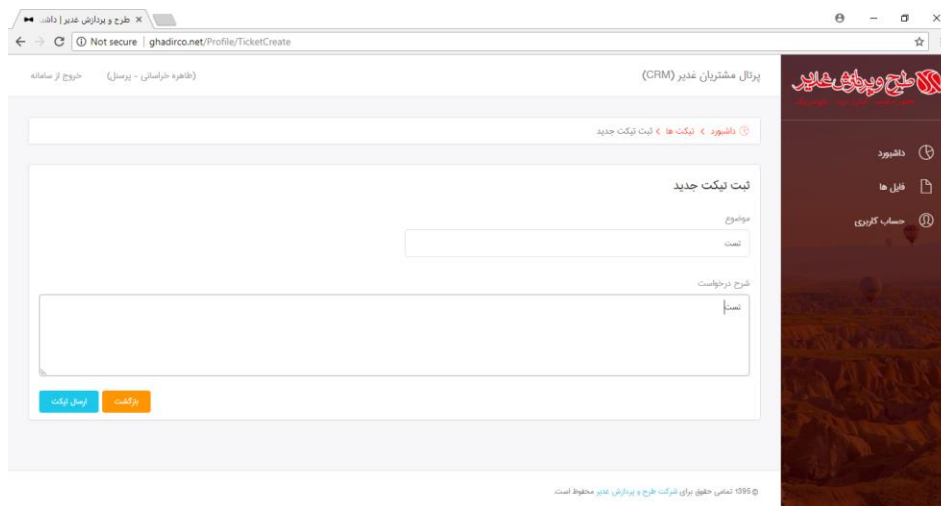 طرح و پردازش غدیر | داشب
Not secure | ghadirco.net/Profile/TicketCreate
طرح و پردازش غدیر
پرتال مشتریان غدیر (CRM)
(طاهره خراسانی - پرسنل)
خروج از سامانه
داشبورد
فایل ها
حساب کاربری
داشبورد > تیکت ها > ثبت تیکت جدید
ثبت تیکت جدید
موضوع
تست
شرح درخواست
تست
بازگشت
ارسال تیکت
© 1395 تمامی حقوق برای شرکت طرح و پردازش غدیر محفوظ است.